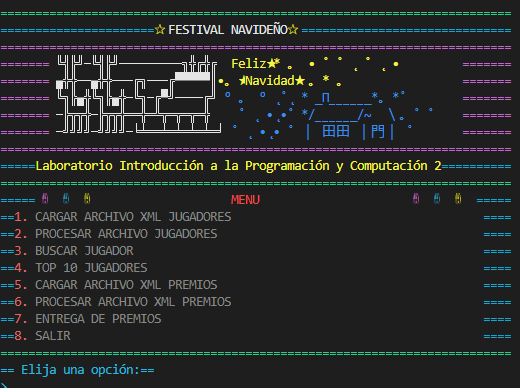 ☆ FESTIVAL NAVIDEÑO☆
Feliz★
★Navidad★
田田 |門|
Laboratorio Introducción a la Programación y Computación 2
MENU
1. CARGAR ARCHIVO XML JUGADORES
2. PROCESAR ARCHIVO JUGADORES
3. BUSCAR JUGADOR
4. TOP 10 JUGADORES
5. CARGAR ARCHIVO XML PREMIOS
6. PROCESAR ARCHIVO XML PREMIOS
7. ENTREGA DE PREMIOS
8. SALIR
== Elija una opción:==